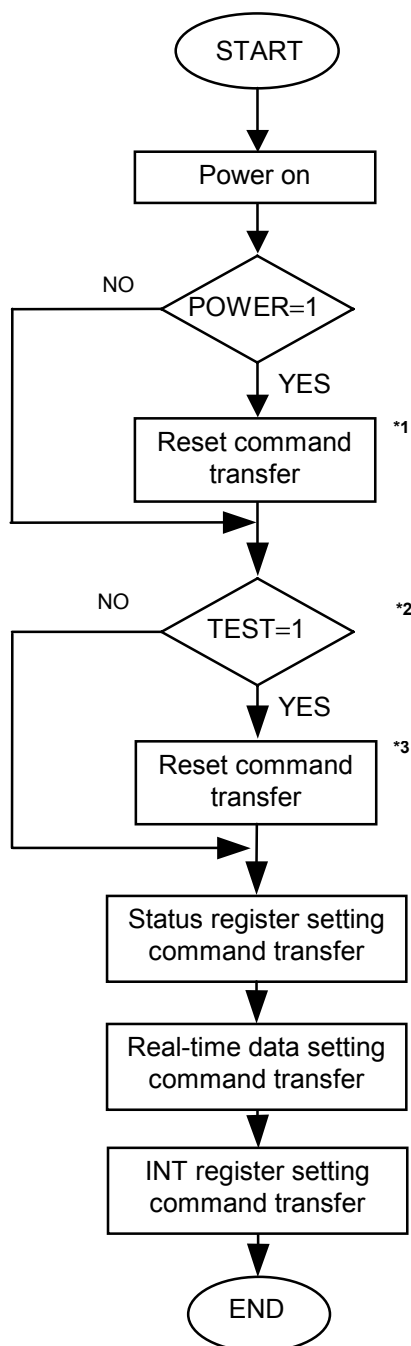 START
Power on
NO
POWER=1
YES
Reset command
transfer
*1
NO
TEST=1
*2
YES
Reset command
transfer
*3
Status register setting
command transfer
Real-time data setting
command transfer
INT register setting
command transfer
END